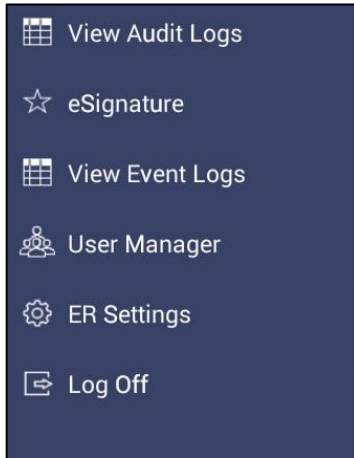 View Audit Logs
eSignature
View Event Logs
User Manager
ER Settings
Log Off